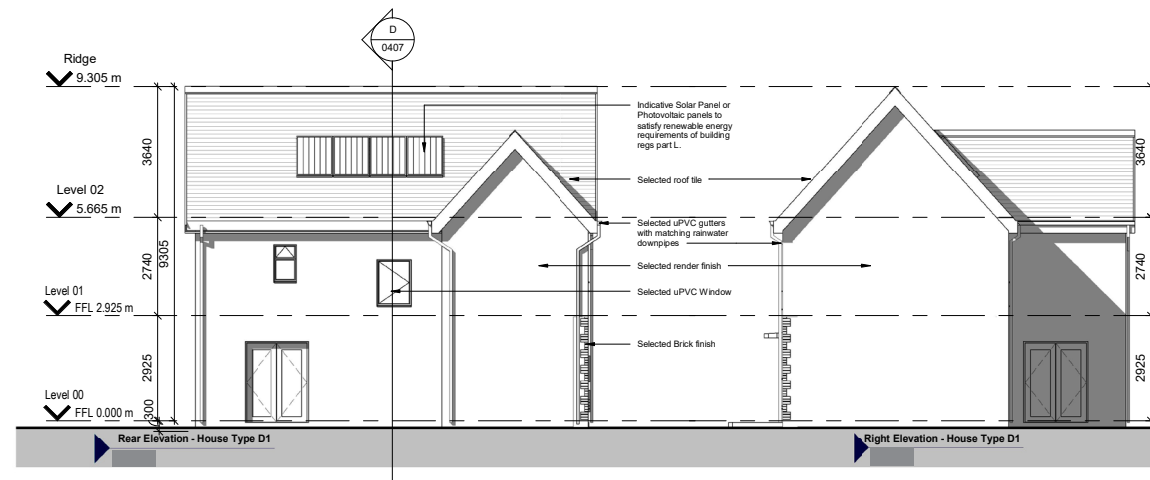 D
0407
Ridge
9.305 m
Level 02
5.665 m
Level 01
FFL 2.925 m
Level 00
FFL 0.000 m
3640
2740
9305
2925
300
Indicative Solar Panel or
Photovoltaic panels to
satisfy renewable energy
requirements of building
regs part L.
Selected roof tile
Selected uPVC gutters
with matching rainwater
downpipes
Selected render finish
Selected uPVC Window
Selected Brick finish
3640
2740
2925
Rear Elevation - House Type D1
Right Elevation - House Type D1